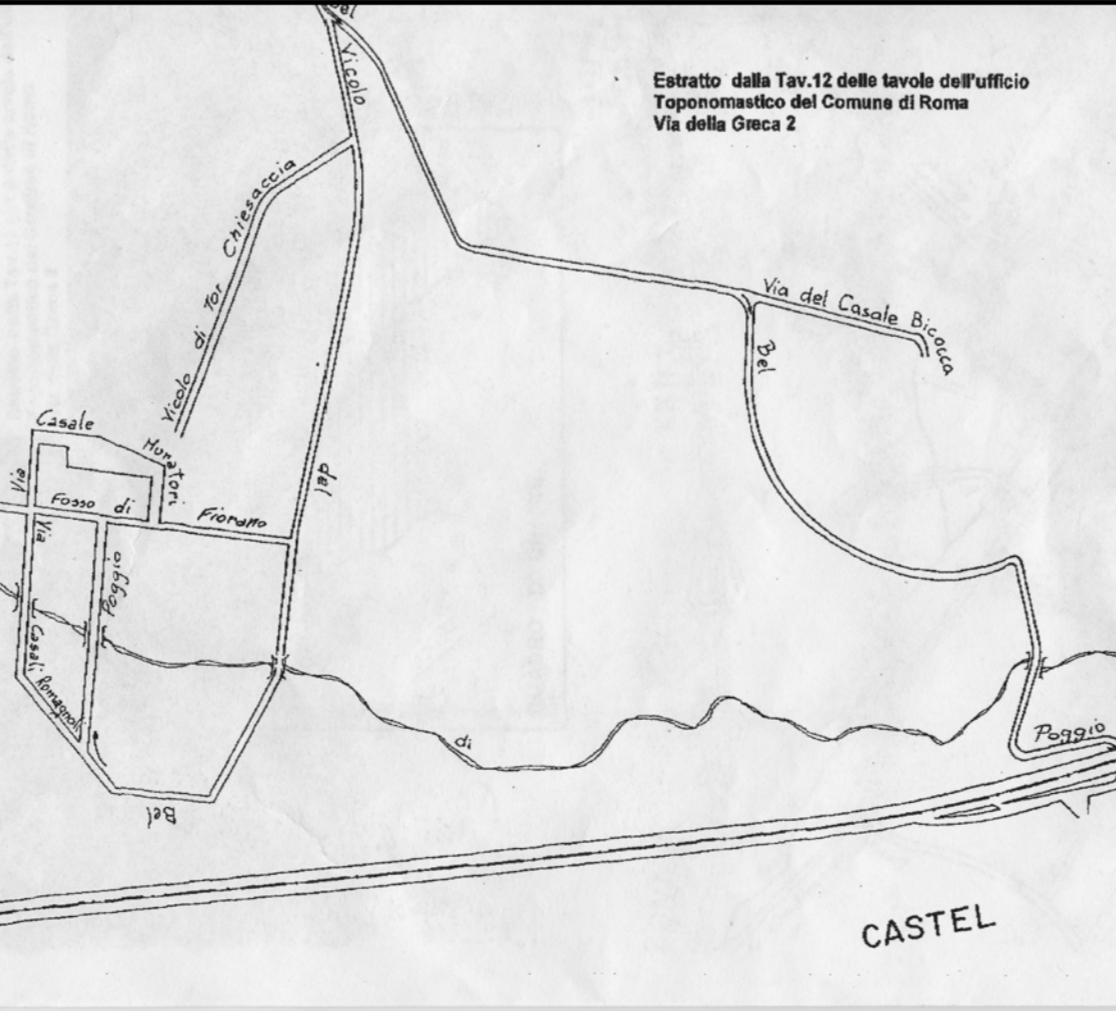 Bel
Vicolo
Estratto dalla Tav.12 delle tavole dell'ufficio
Toponomastico del Comune di Roma
Via della Greca 2
Vicolo di Tor Chiesaccia
Via del Casale Bicocca
Bel
Via Casale Muratori
del
Fosso di Fiorano
Via Casali Romagnoli
Poggio
di
Poggio
Bel
CASTEL